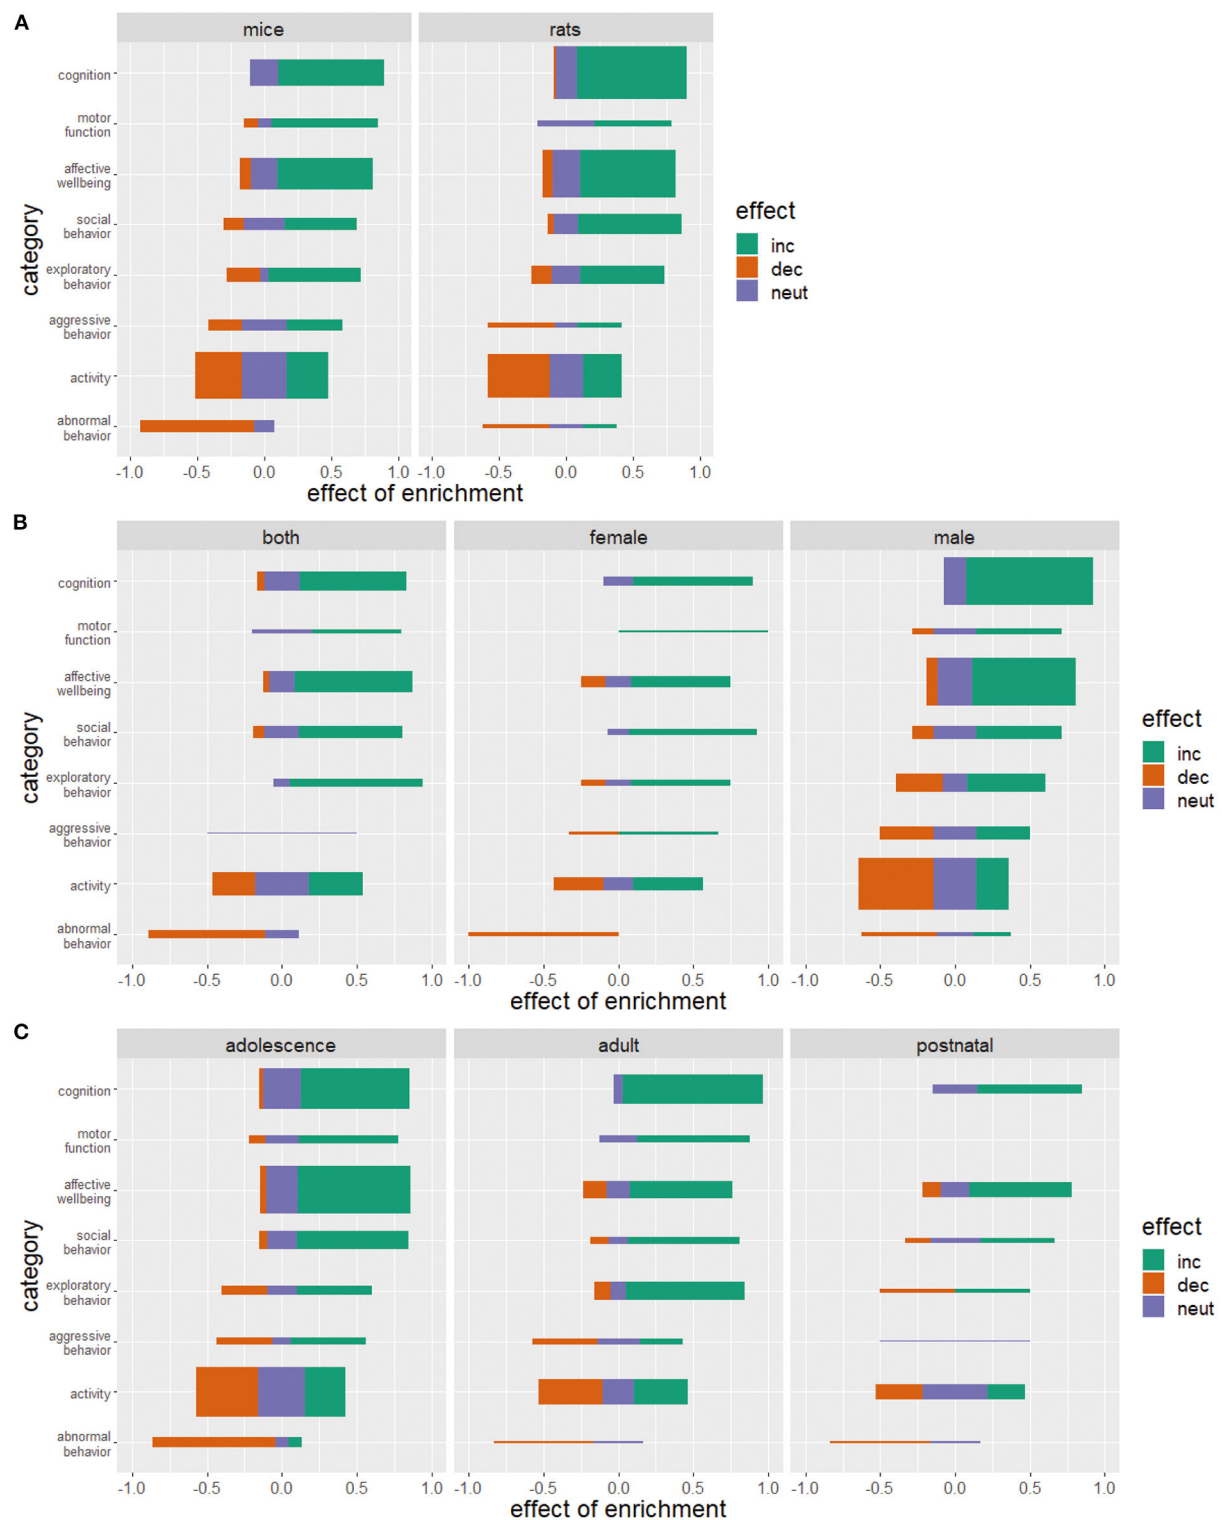 A
mice
rats
cognition
motor
function
affective
wellbeing
social
behavior
exploratory
behavior
aggressive
behavior
activity
abnormal
behavior
category
-1.0 -0.5 0.0 0.5 1.0
-1.0 -0.5 0.0 0.5 1.0
effect of enrichment
effect
inc
dec
neut
B
both
female
male
cognition
motor
function
affective
wellbeing
social
behavior
exploratory
behavior
aggressive
behavior
activity
abnormal
behavior
category
-1.0 -0.5 0.0 0.5 1.0
-1.0 -0.5 0.0 0.5 1.0
-1.0 -0.5 0.0 0.5 1.0
effect of enrichment
effect
inc
dec
neut
C
adolescence
adult
postnatal
cognition
motor
function
affective
wellbeing
social
behavior
exploratory
behavior
aggressive
behavior
activity
abnormal
behavior
category
-1.0 -0.5 0.0 0.5 1.0
-1.0 -0.5 0.0 0.5 1.0
-1.0 -0.5 0.0 0.5 1.0
effect of enrichment
effect
inc
dec
neut